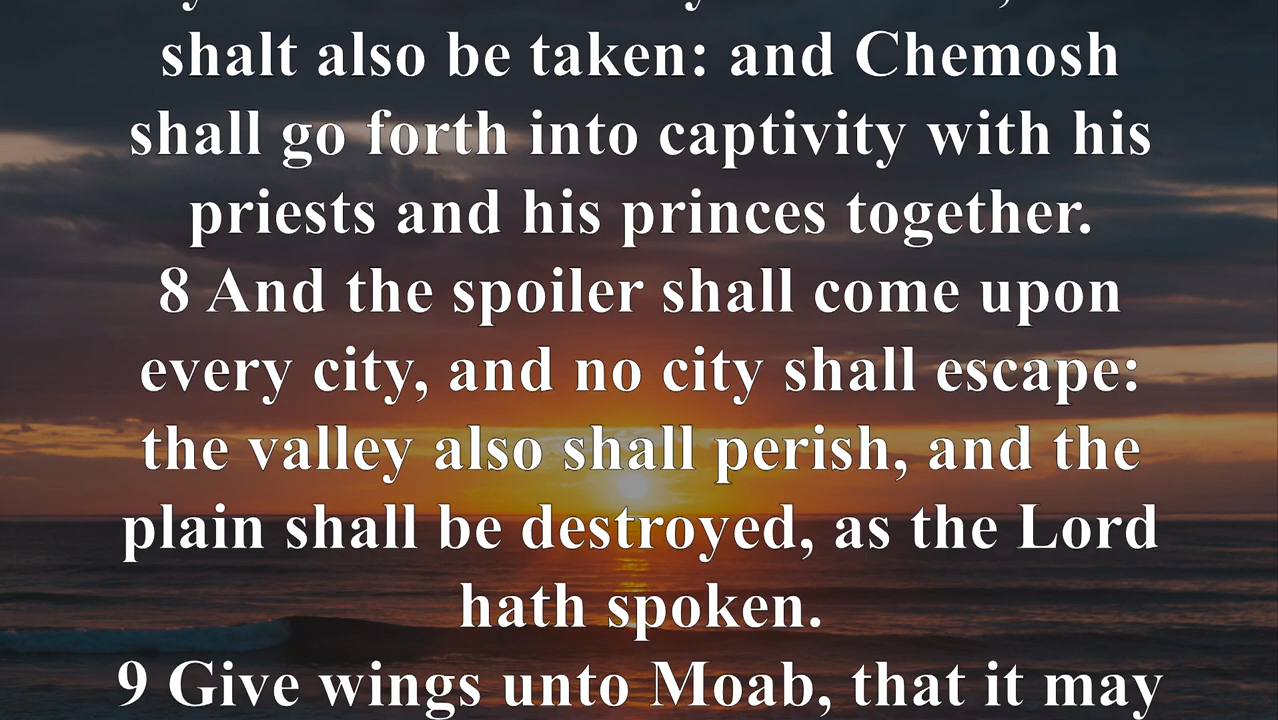 shalt also be taken: and Chemosh
shall go forth into captivity with his
priests and his princes together.
8 And the spoiler shall come upon
every city, and no city shall escape:
the valley also shall perish, and the
plain shall be destroyed, as the Lord
hath spoken.
9 Give wings unto Moab, that it may